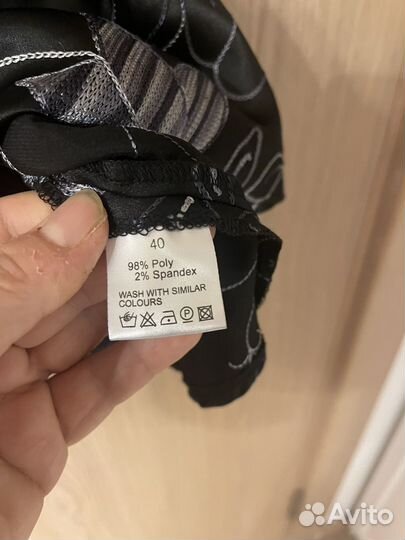 40
98% Poly
2% Spandex
WASH WITH SIMILAR
COLOURS
P
Avito